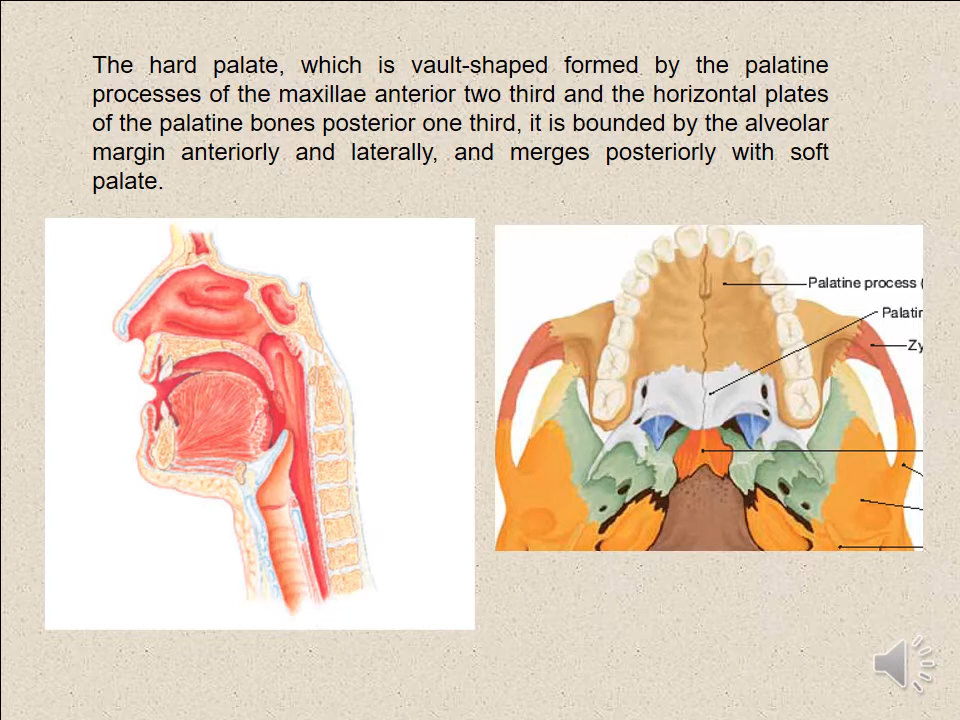 The hard palate, which is vault-shaped formed by the palatine
processes of the maxillae anterior two third and the horizontal plates
of the palatine bones posterior one third, it is bounded by the alveolar
margin anteriorly and laterally, and merges posteriorly with soft
palate.
Palatine process (
Palatin
Zy